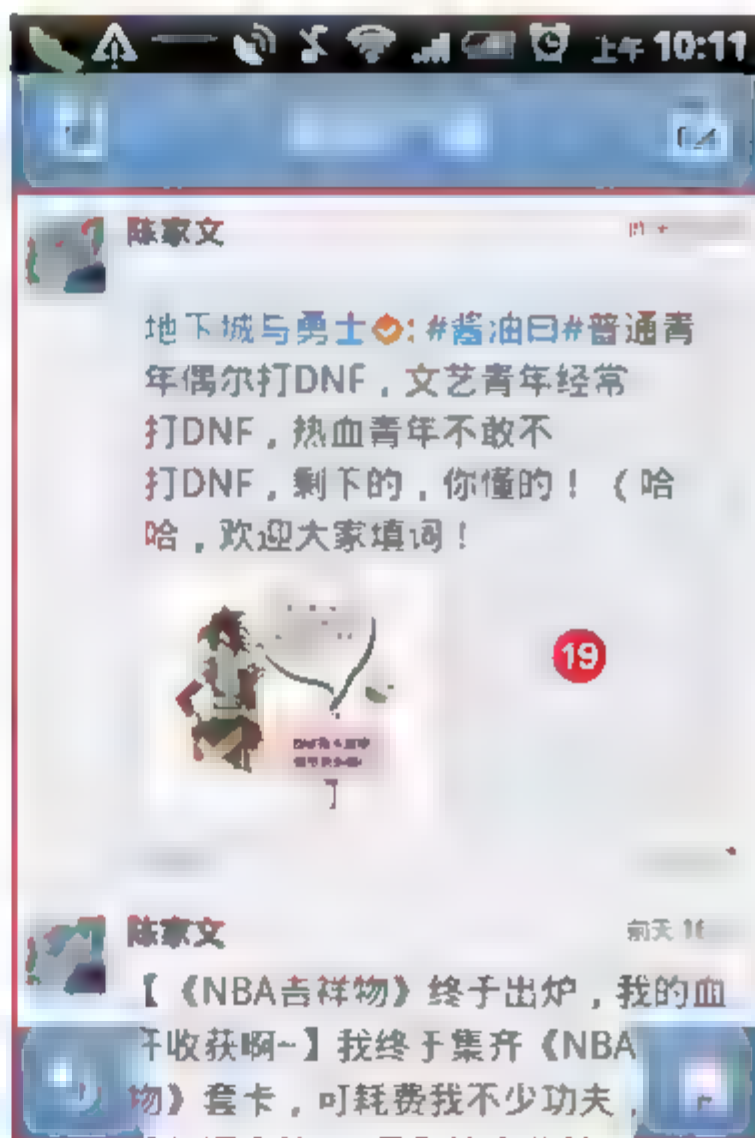 上午 10:11
陈家文
地下城与勇士：#酱油曰#普通青
年偶尔打DNF，文艺青年经常
打DNF，热血青年不敢不
打DNF，剩下的，你懂的！（哈
哈，欢迎大家填词！
19
陈家文
前天 16
【《NBA吉祥物》终于出炉，我的血
汗收获啊~】我终于集齐《NBA
物》套卡，可耗费我不少功夫，